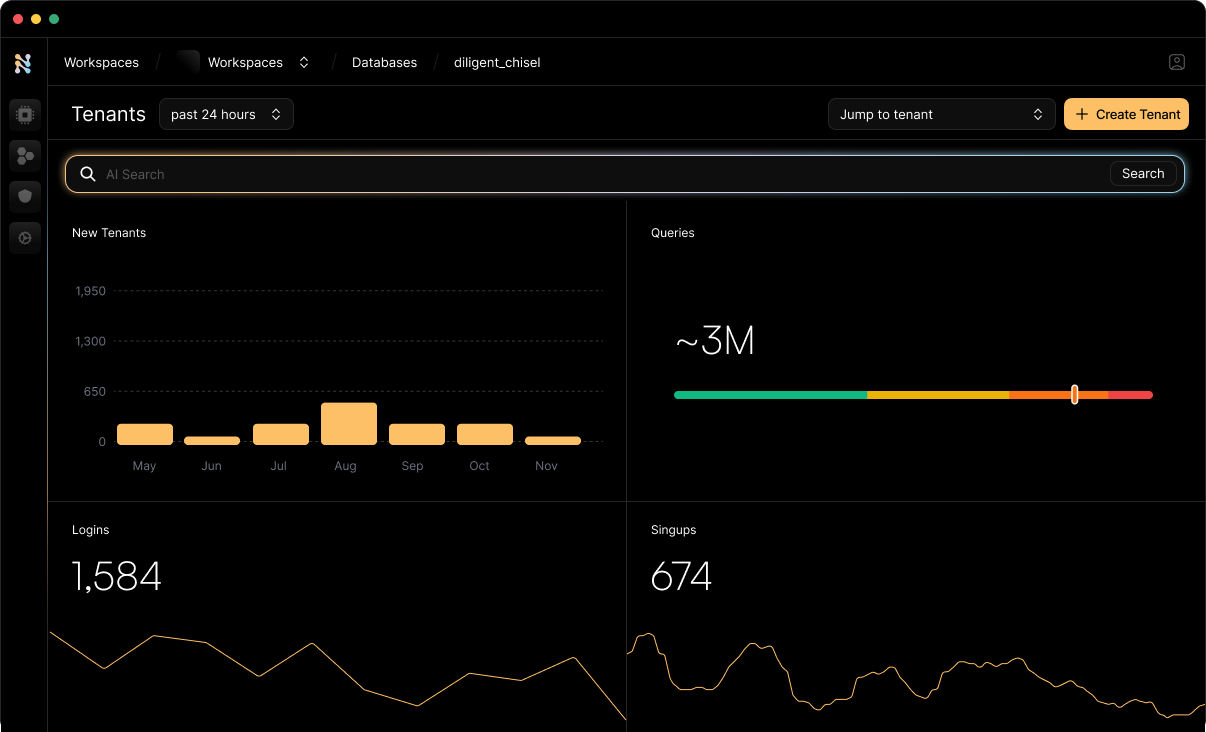 Workspaces / Workspaces / Databases / diligent_chisel
Tenants past 24 hours Jump to tenant + Create Tenant
AI Search Search
New Tenants
1,950
1,300
650
0
May Jun Jul Aug Sep Oct Nov
Queries
~3M
Logins
1,584
Singups
674